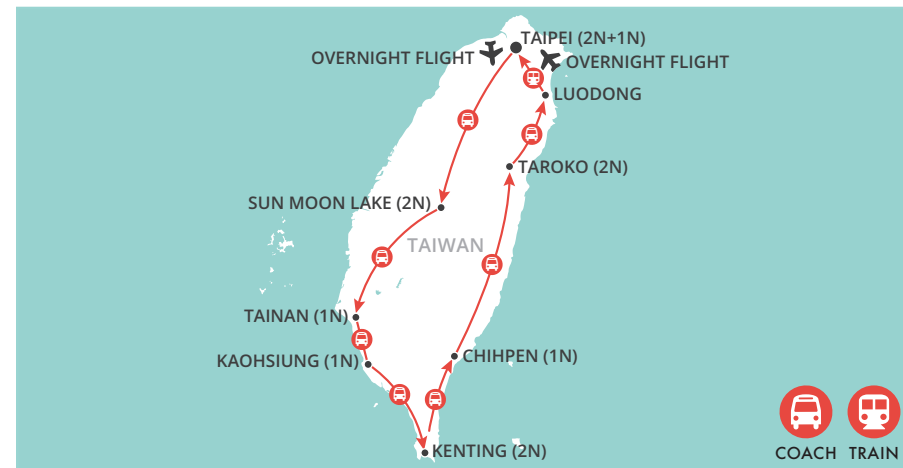 TAIPEI (2N+1N)
OVERNIGHT FLIGHT
OVERNIGHT FLIGHT
LUODONG
TAROKO (2N)
SUN MOON LAKE (2N)
TAIWAN
TAINAN (1N)
KAOHSIUNG (1N)
CHIHPEN (1N)
KENTING (2N)
COACH TRAIN